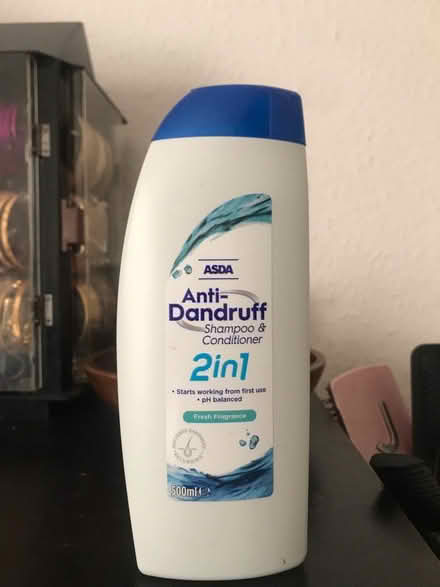 ASDA
Anti-
Dandruff
Shampoo &
Conditioner
2in1
• Starts working from first use
• pH balanced
Fresh Fragrance
500ml e